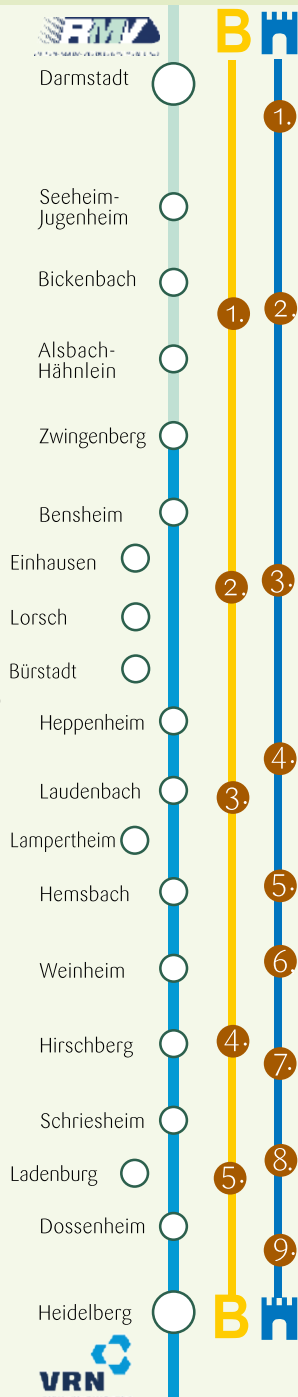 RMV
B
Darmstadt
1.
Seeheim-
Jugenheim
Bickenbach
1.
2.
Alsbach-
Hähnlein
Zwingenberg
Bensheim
Einhausen
2.
3.
Lorsch
Bürstadt
Heppenheim
4.
Laudenbach
3.
Lampertheim
Hemsbach
5.
Weinheim
6.
Hirschberg
4.
7.
Schriesheim
8.
Ladenburg
5.
Dossenheim
9.
Heidelberg
B
VRN